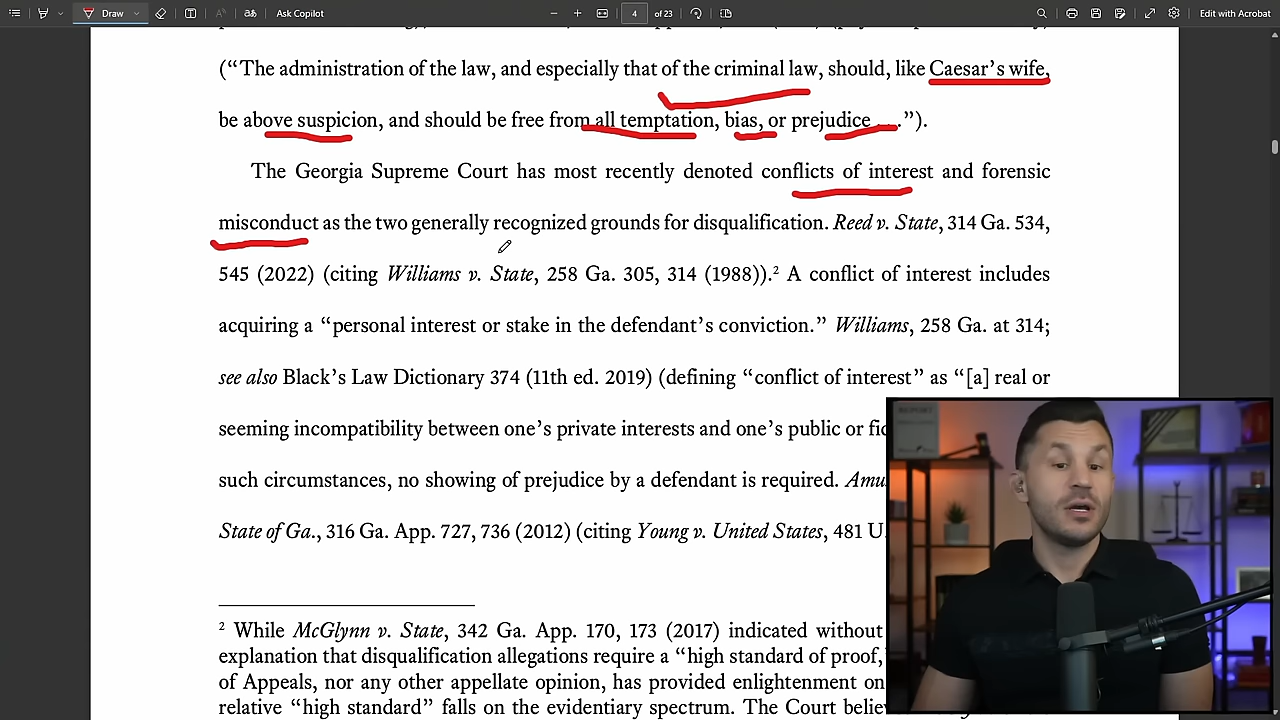 Draw
Ask Copilot
4 of 23
Edit with Acrobat
(“The administration of the law, and especially that of the criminal law, should, like Caesar’s wife,
be above suspicion, and should be free from all temptation, bias, or prejudice . . .”).
The Georgia Supreme Court has most recently denoted conflicts of interest and forensic
misconduct as the two generally recognized grounds for disqualification. Reed v. State, 314 Ga. 534,
545 (2022) (citing Williams v. State, 258 Ga. 305, 314 (1988)).² A conflict of interest includes
acquiring a “personal interest or stake in the defendant’s conviction.” Williams, 258 Ga. at 314;
see also Black’s Law Dictionary 374 (11th ed. 2019) (defining “conflict of interest” as “[a] real or
seeming incompatibility between one’s private interests and one’s public or
such circumstances, no showing of prejudice by a defendant is required.
State of Ga., 316 Ga. App. 727, 736 (2012) (citing Young v. United States, 481 U.
² While McGlynn v. State, 342 Ga. App. 170, 173 (2017) indicated without
explanation that disqualification allegations require a “high standard of proof,
of Appeals, nor any other appellate opinion, has provided enlightenment on
relative “high standard” falls on the evidentiary spectrum. The Court